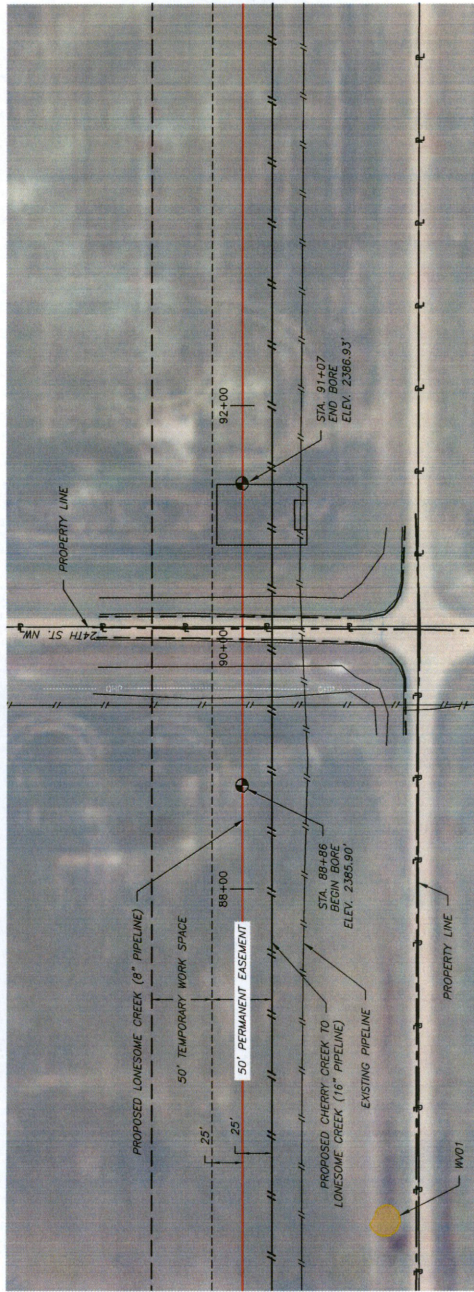 PROPERTY LINE
24TH ST. NW
92+00
STA. 91+07
END BORE
ELEV. 2386.93'
90+00
PROPOSED LONESOME CREEK (8" PIPELINE)
50' TEMPORARY WORK SPACE
50' PERMANENT EASEMENT
88+00
STA. 88+86
BEGIN BORE
ELEV. 2385.90'
25'
25'
PROPOSED CHERRY CREEK TO
LONESOME CREEK (16" PIPELINE)
EXISTING PIPELINE
PROPERTY LINE
WV01